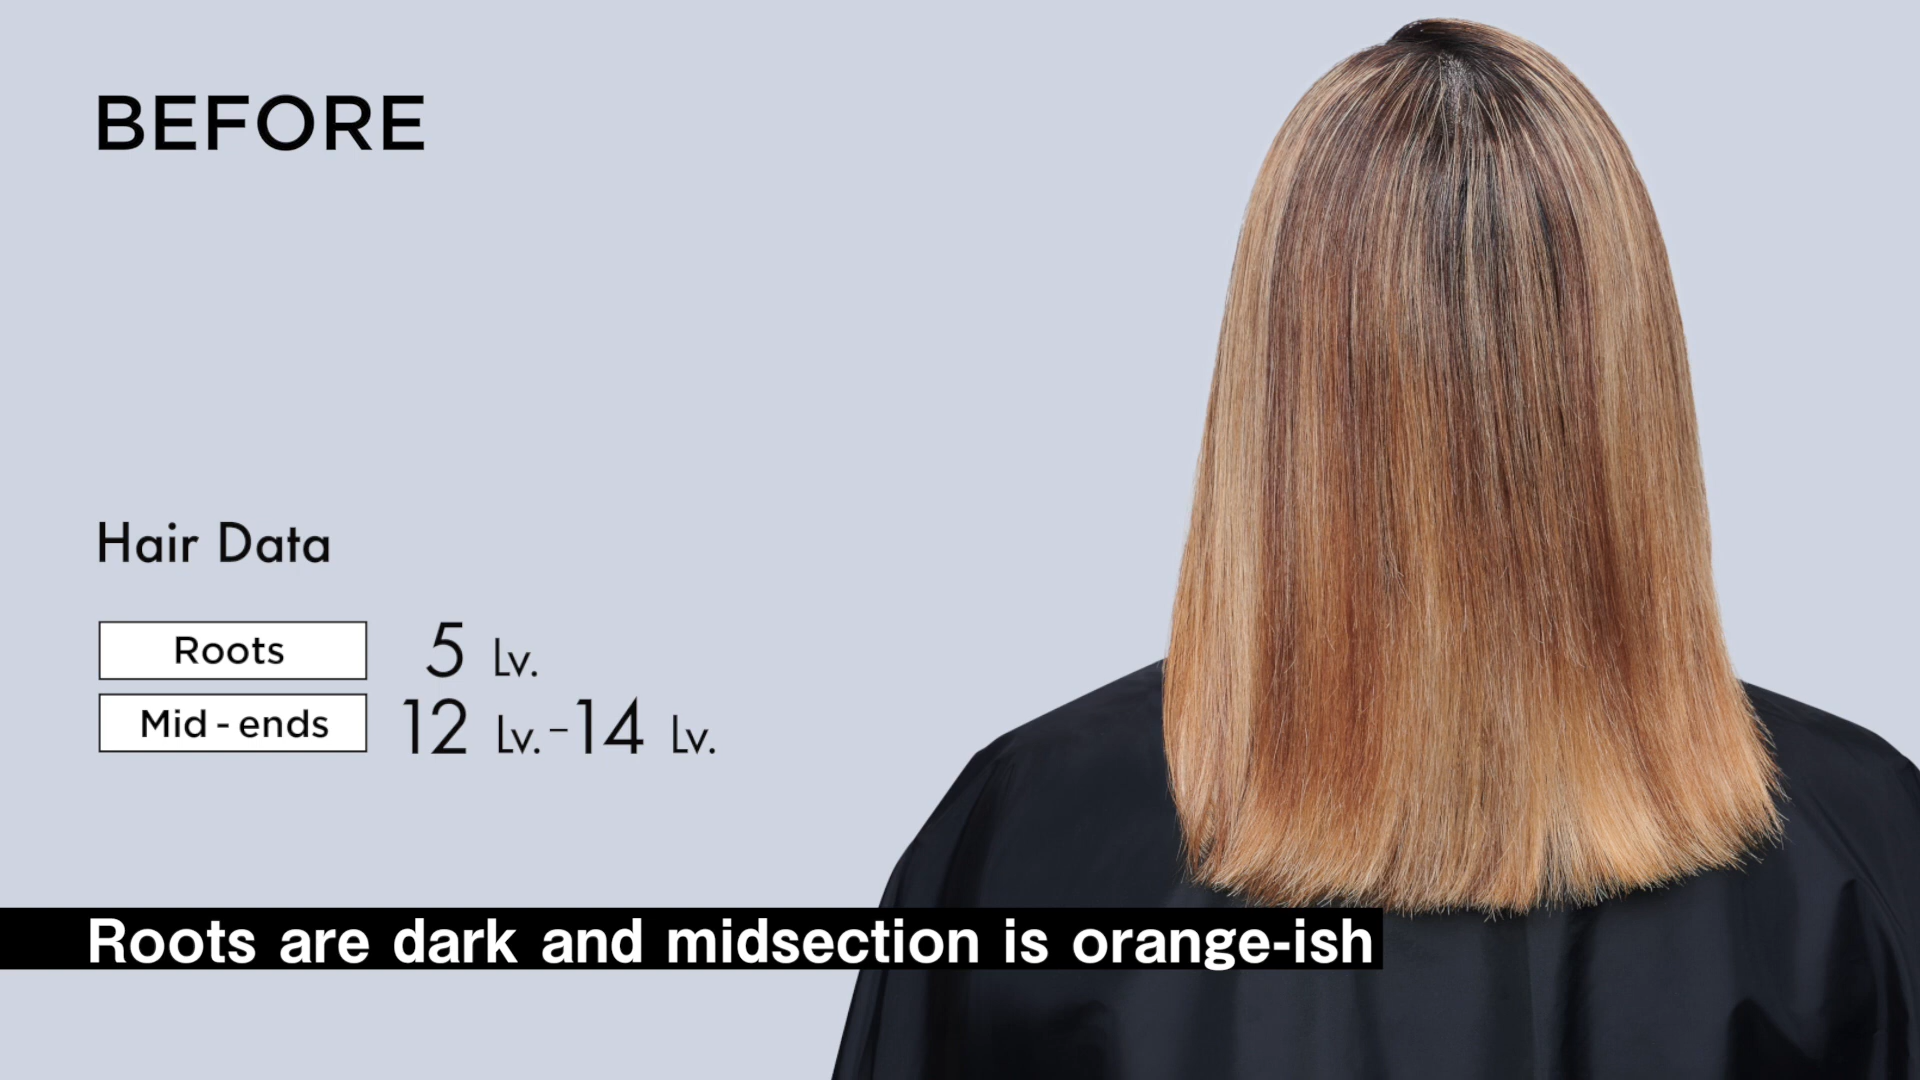 BEFORE
Hair Data
Roots 5 Lv.
Mid-ends 12 Lv.-14 Lv.
Roots are dark and midsection is orange-ish